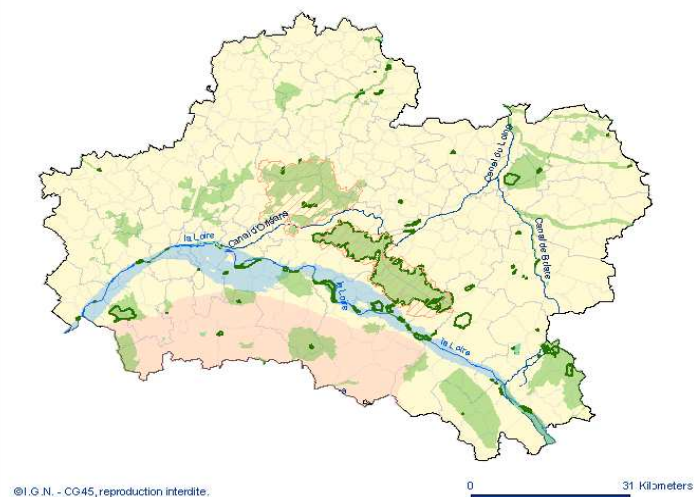 Canal du Loing
la Loire
Canal d'Orléans
Canal de Briare
la Loire
la Loire
©I.G.N. - CG45, reproduction interdite.
0 31 Kilometers